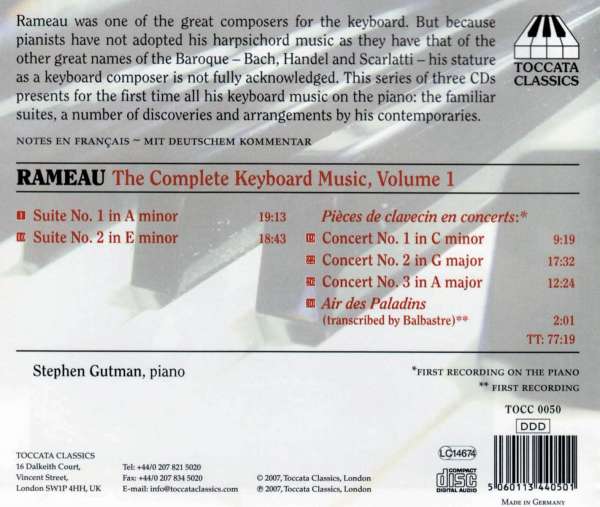 Rameau was one of the great composers for the keyboard. But because
pianists have not adopted his harpsichord music as they have that of the
other great names of the Baroque – Bach, Handel and Scarlatti – his stature
as a keyboard composer is not fully acknowledged. This series of three CDs
presents for the first time all his keyboard music on the piano: the familiar
suites, a number of discoveries and arrangements by his contemporaries.
TOCCATA
CLASSICS
NOTES EN FRANÇAIS ~ MIT DEUTSCHEM KOMMENTAR
RAMEAU The Complete Keyboard Music, Volume 1
1 Suite No. 1 in A minor 19:13
Suite No. 2 in E minor 18:43
Pièces de clavecin en concerts:*
Concert No. 1 in C minor 9:19
Concert No. 2 in G major 17:32
Concert No. 3 in A major 12:24
Air des Paladins
(transcribed by Balbastre)** 2:01
TT: 77:19
Stephen Gutman, piano
*FIRST RECORDING ON THE PIANO
** FIRST RECORDING
TOCC 0050
DDD
TOCCATA CLASSICS
16 Dalkeith Court,
Vincent Street,
London SW1P 4HH, UK
Tel: +44/0 207 821 5020
Fax: +44/0 207 834 5020
E-mail: info@toccataclassics.com
© 2007, Toccata Classics, London
℗ 2007, Toccata Classics, London
LC14674
COMPACT
disc
DIGITAL AUDIO
5 060113 440501
MADE IN GERMANY